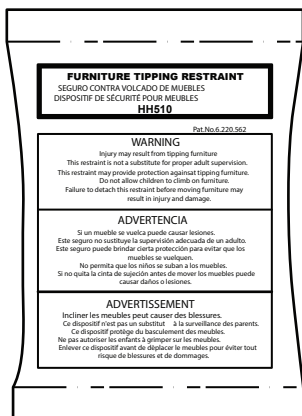 FURNITURE TIPPING RESTRAINT
SEGURO CONTRA VOLCADO DE MUEBLES
DISPOSITIF DE SÉCURITÉ POUR MEUBLES
HH510
Pat.No.6.220.562
WARNING
Injury may result from tipping furniture
This restraint is not a substitute for proper adult supervision.
This restraint may provide protection againsat tipping furniture.
Do not allow children to climb on furniture.
Failure to detach this restraint before moving furniture may
result in injury and damage.
ADVERTENCIA
Si un mueble se vuelca puede causar lesiones.
Este seguro no sustituye la supervisión adecuada de un adulto.
Este seguro puede brindar cierta protección para evitar que los
muebles se vuelquen.
No permita que los niños se suban a los muebles.
Si no quita la cinta de sujeción antes de mover los muebles puede
causar daños o lesiones.
ADVERTISSEMENT
Incliner les meubles peut causer des blessures.
Ce dispositif n'est pas un substitut à la surveillance des parents.
Ce dispositif protège du basculement des meubles.
Ne pas autoriser les enfants à grimper sur les meubles.
Enlever ce dispositif avant de déplacer le meubles pour éviter tout
risque de blessures et de dommages.